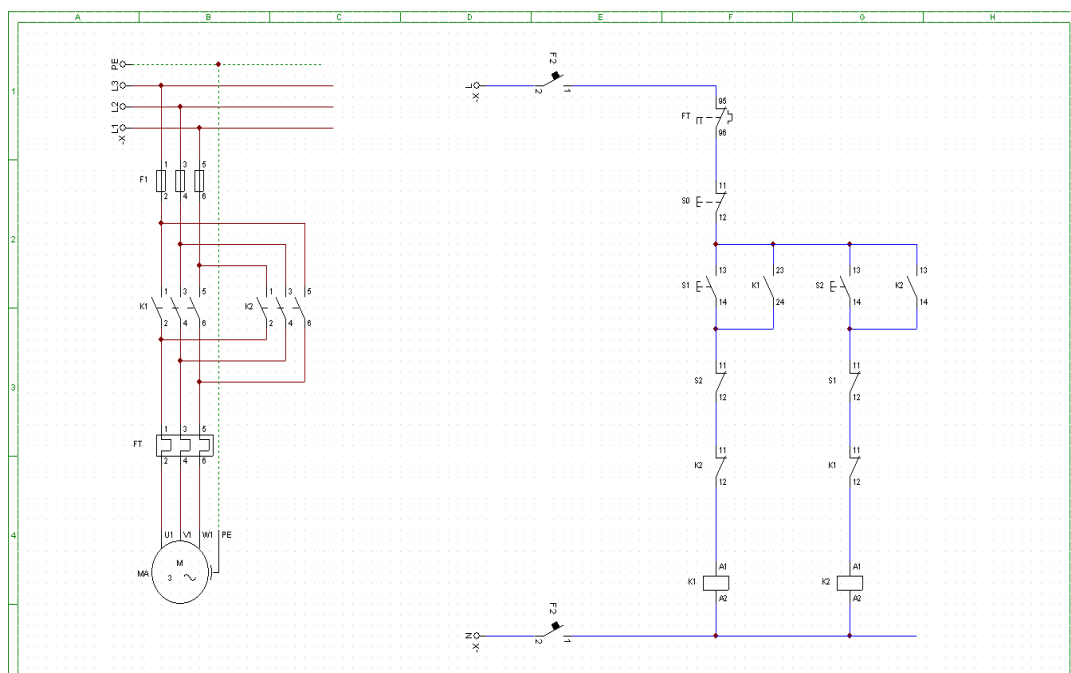 A B C D E F G H
1
2
3
4
PE
L3
L2
L1
X-
F1
1 3 5
2 4 6
K1
1 3 5
2 4 6
K2
1 3 5
2 4 6
FT
1 3 5
2 4 6
U1 V1 W1 PE
MA
M
3
L
X-
F2
2 1
FT
95
96
S0
11
12
S1
13
14
K1
23
24
S2
13
14
K2
13
14
S2
11
12
S1
11
12
K2
11
12
K1
11
12
K1
A1
A2
K2
A1
A2
N
X-
F2
2 1